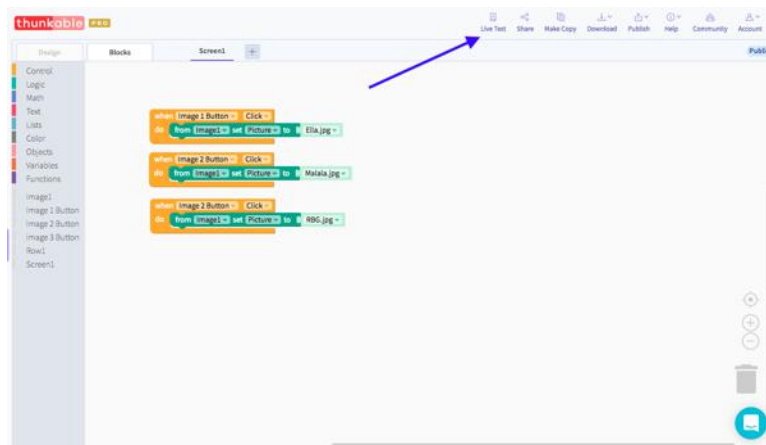 thunkable PRO
Live Test Share Make Copy Download Publish Help Community Account
Design Blocks Screen1 + Publi
Control
Logic
Math
Text
Lists
Color
Objects
Variables
Functions
Image1
Image 1 Button
Image 2 Button
image 3 Button
Row1
Screen1
when Image 1 Button Click
do from Image1 set Picture to Ella.jpg
when Image 2 Button Click
do from Image1 set Picture to Malala.jpg
when Image 2 Button Click
do from Image1 set Picture to RBG.jpg